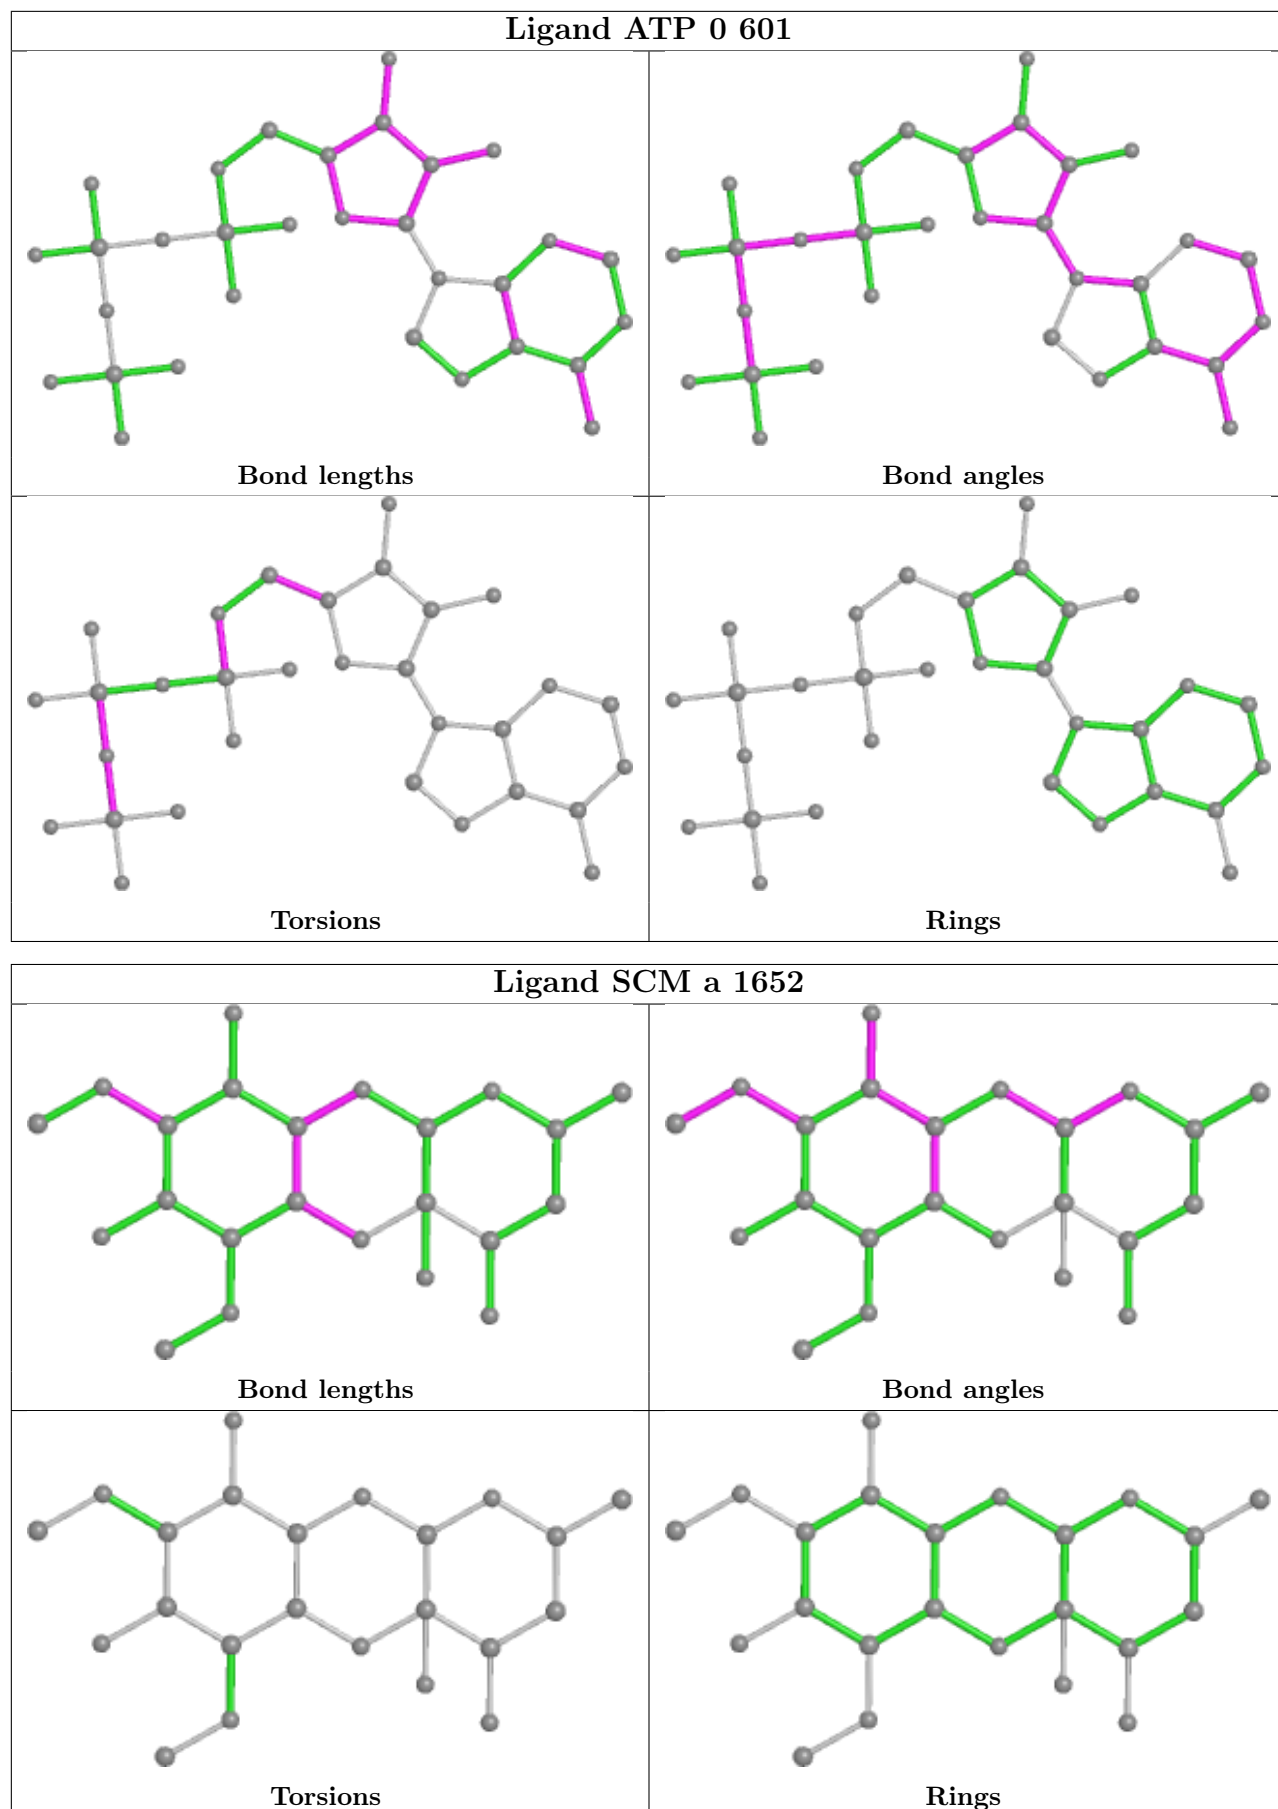 Ligand ATP 0 601
Bond lengths
Bond angles
Torsions
Rings
Ligand SCM a 1652
Bond lengths
Bond angles
Torsions
Rings